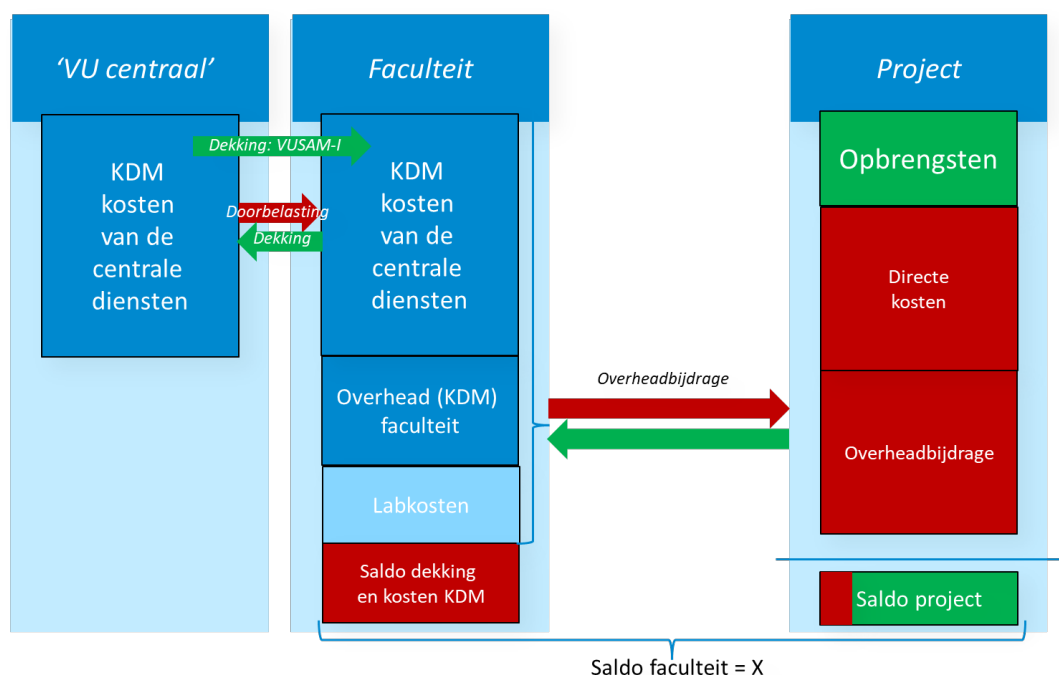 ‘VU centraal’
Faculteit
Project
Dekking: VUSAM-I
KDM
kosten
van de
centrale
diensten
Doorbelasting
Dekking
KDM
kosten
van de
centrale
diensten
Overhead (KDM)
faculteit
Labkosten
Saldo dekking
en kosten KDM
Overheadbijdrage
Opbrengsten
Directe
kosten
Overheadbijdrage
Saldo project
Saldo faculteit = X